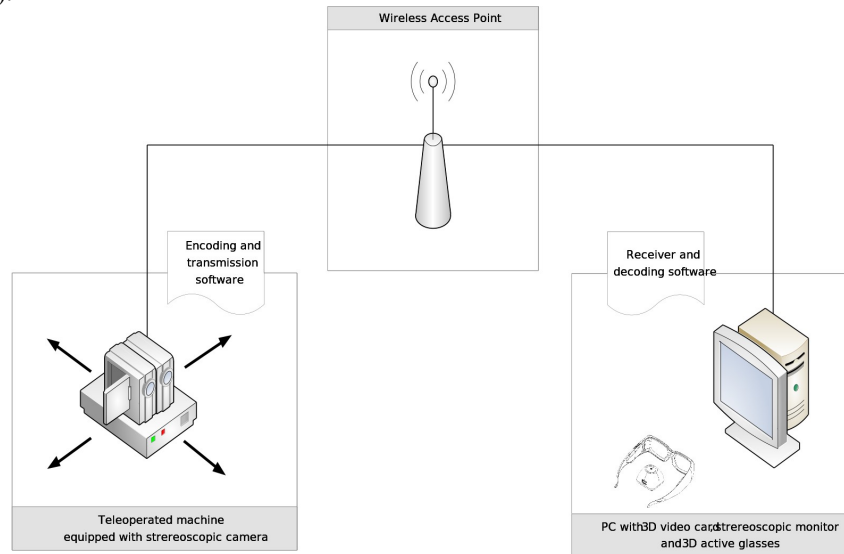 ).
Wireless Access Point
Encoding and
transmission
software
Receiver and
decoding software
Teleoperated machine
equipped with strereoscopic camera
PC with3D video card,strereoscopic monitor
and3D active glasses